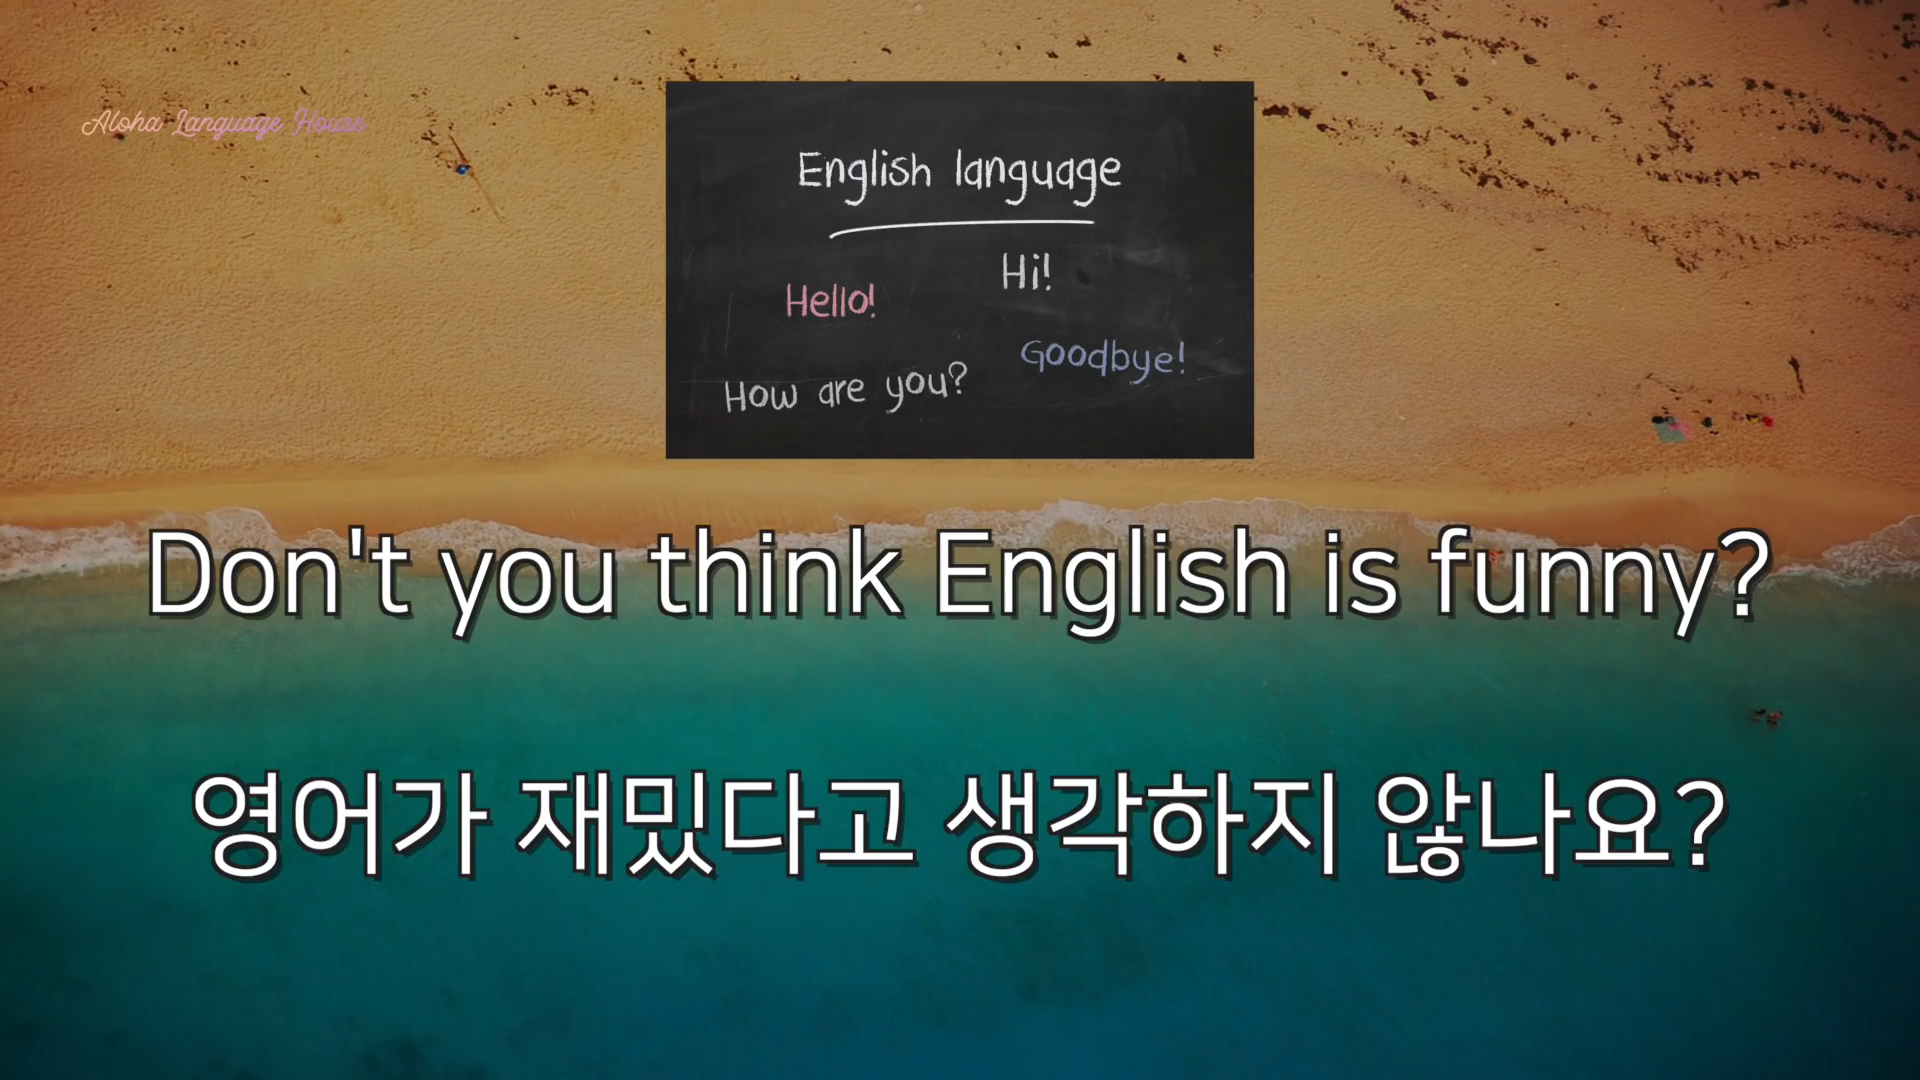 Aloha Language House
English language
Hi!
Hello!
Goodbye!
How are you?
Don't you think English is funny?
영어가 재밌다고 생각하지 않나요?